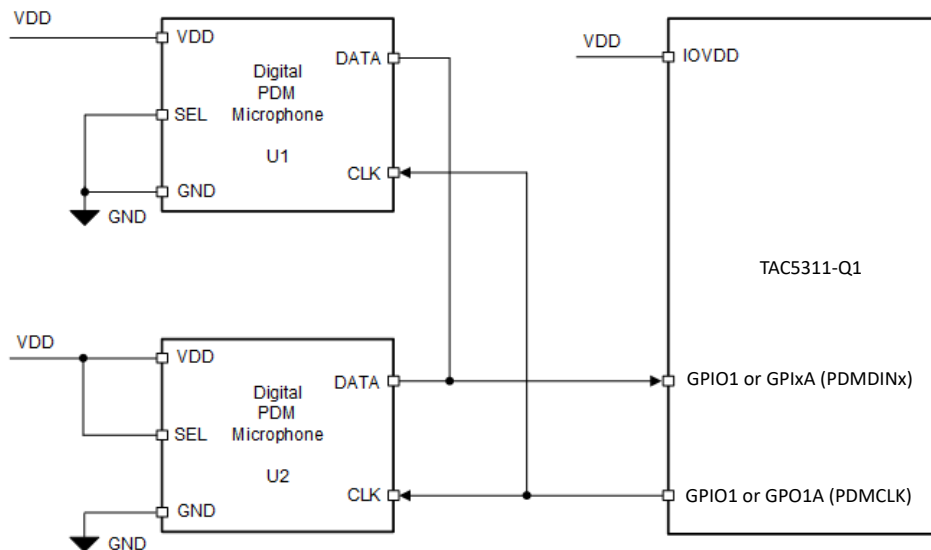 VDD
VDD
DATA
Digital
PDM
Microphone
SEL
U1
CLK
GND
GND
VDD
IOVDD
TAC5311-Q1
VDD
VDD
DATA
Digital
PDM
Microphone
SEL
U2
CLK
GND
GND
GPIO1 or GPIxA (PDMDINx)
GPIO1 or GPO1A (PDMCLK)